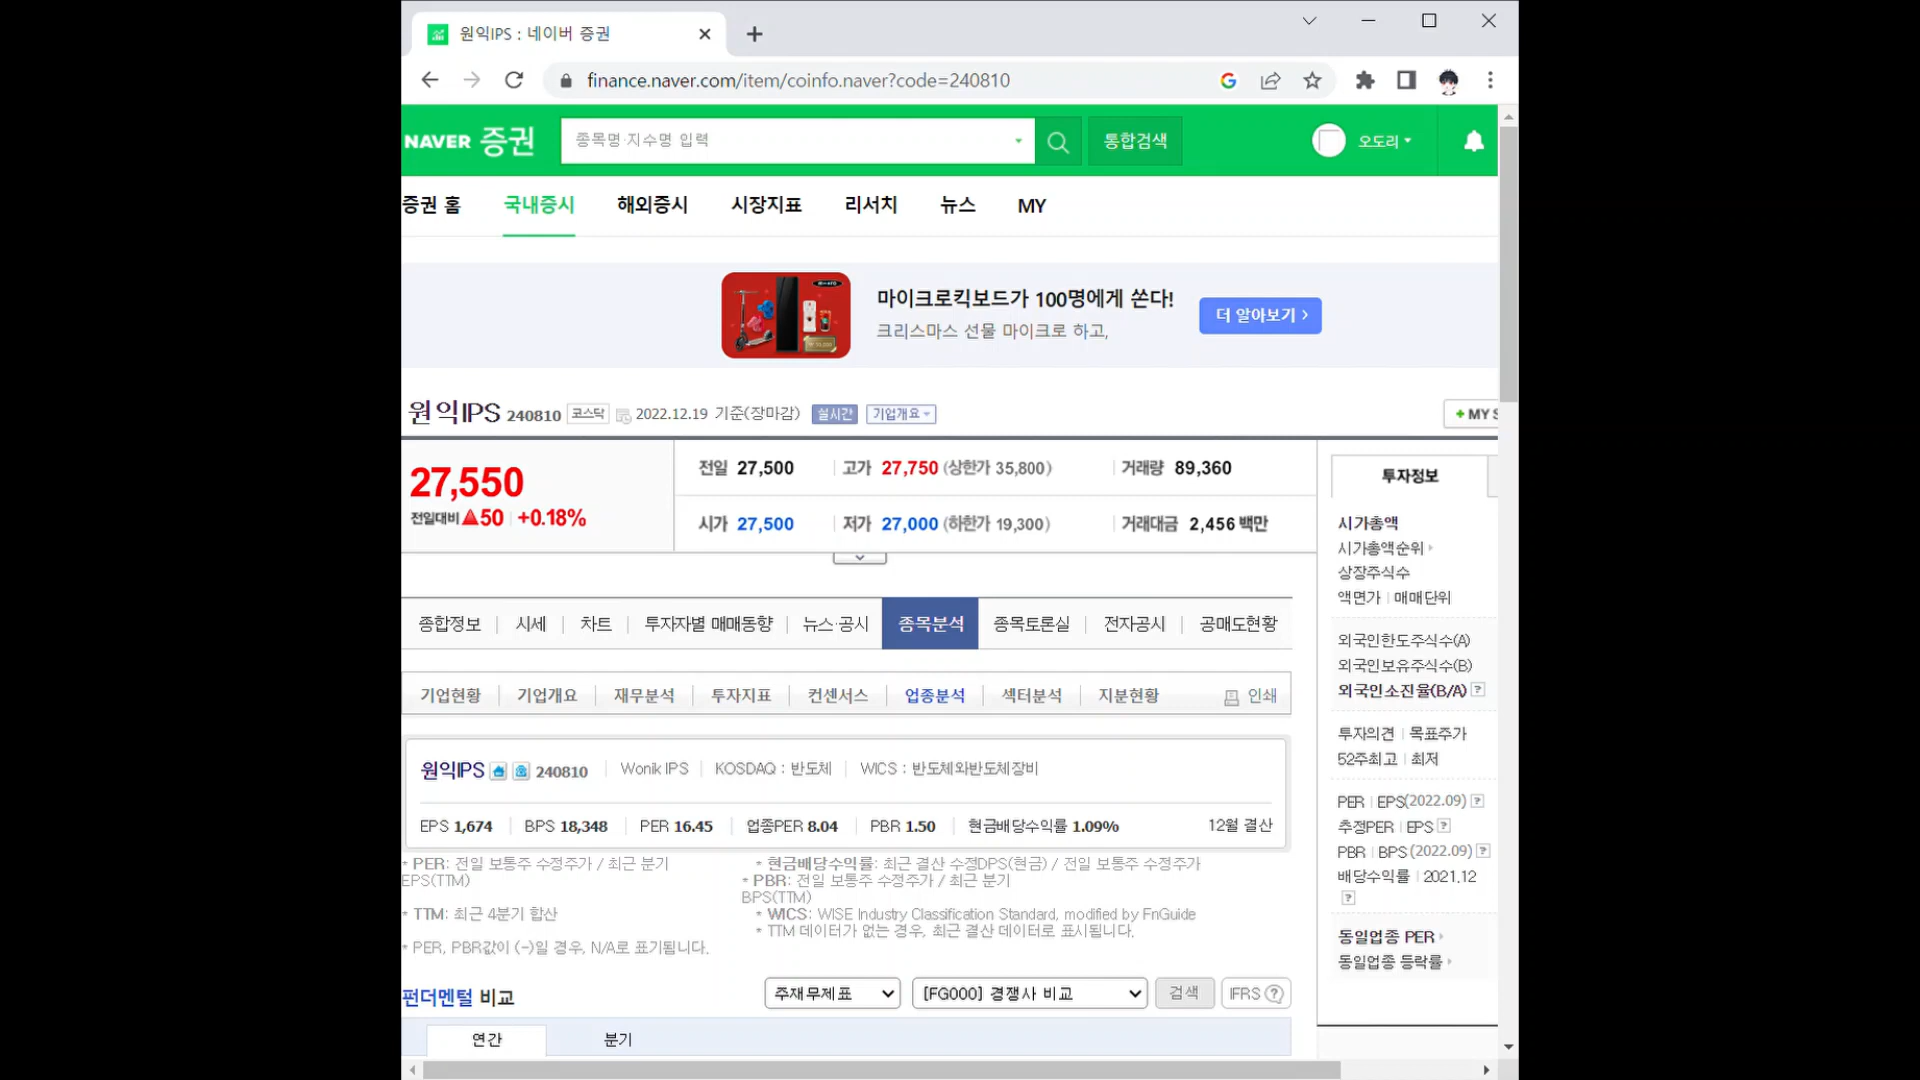 원익IPS : 네이버 증권
finance.naver.com/item/coinfo.naver?code=240810
NAVER 증권
종목명·지수명 입력
통합검색
오도리
증권 홈 국내증시 해외증시 시장지표 리서치 뉴스 MY
마이크로킥보드가 100명에게 쏜다!
크리스마스 선물 마이크로 하고,
더 알아보기
원익IPS 240810 코스닥 2022.12.19 기준(장마감) 실시간 기업개요
+ MY S
27,550
전일대비 ▲50 +0.18%
전일 27,500 고가 27,750 (상한가 35,800) 거래량 89,360
시가 27,500 저가 27,000 (하한가 19,300) 거래대금 2,456 백만
종합정보 시세 차트 투자자별 매매동향 뉴스·공시 종목분석 종목토론실 전자공시 공매도현황
기업현황 기업개요 재무분석 투자지표 컨센서스 업종분석 섹터분석 지분현황 인쇄
원익IPS 240810 Wonik IPS KOSDAQ : 반도체 WICS : 반도체와반도체장비
EPS 1,674 BPS 18,348 PER 16.45 업종PER 8.04 PBR 1.50 현금배당수익률 1.09% 12월 결산
* PER: 전일 보통주 수정주가 / 최근 분기
EPS(TTM)
* TTM: 최근 4분기 합산
* PER, PBR값이 (-)일 경우, N/A로 표기됩니다.
* 현금배당수익률: 최근 결산 수정DPS(현금) / 전일 보통주 수정주가
* PBR: 전일 보통주 수정주가 / 최근 분기
BPS(TTM)
* WICS: WISE Industry Classification Standard, modified by FnGuide
* TTM 데이터가 없는 경우, 최근 결산 데이터로 표시됩니다.
펀더멘털 비교
주재무제표 [FG000] 경쟁사 비교 검색 IFRS ?
연간 분기
투자정보
시가총액
시가총액순위
상장주식수
액면가 매매단위
외국인한도주식수(A)
외국인보유주식수(B)
외국인소진율(B/A) ?
투자의견 목표주가
52주최고 최저
PER EPS(2022.09) ?
추정PER EPS ?
PBR BPS (2022.09) ?
배당수익률 2021.12
?
동일업종 PER
동일업종 등락률